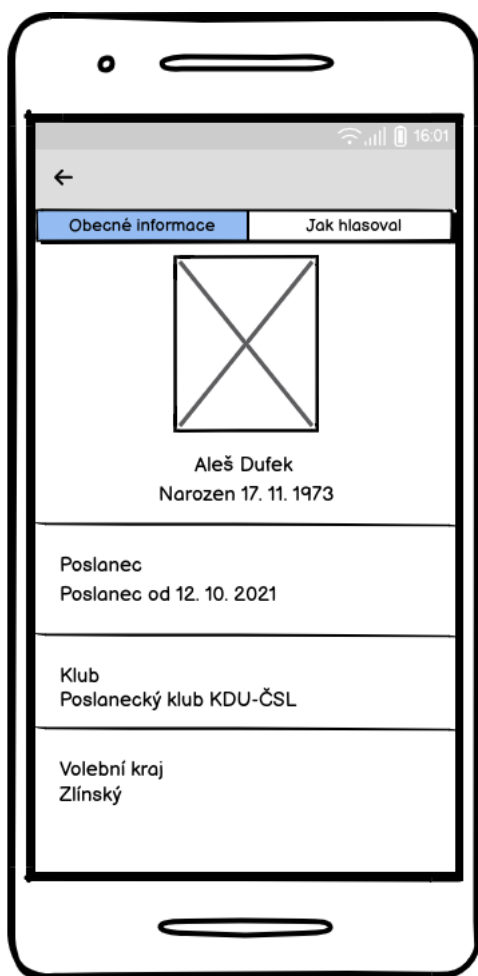 16:01
Obecné informace
Jak hlasoval
Aleš Dufek
Narozen 17. 11. 1973
Poslanec
Poslanec od 12. 10. 2021
Klub
Poslanecký klub KDU-ČSL
Volební kraj
Zlínský